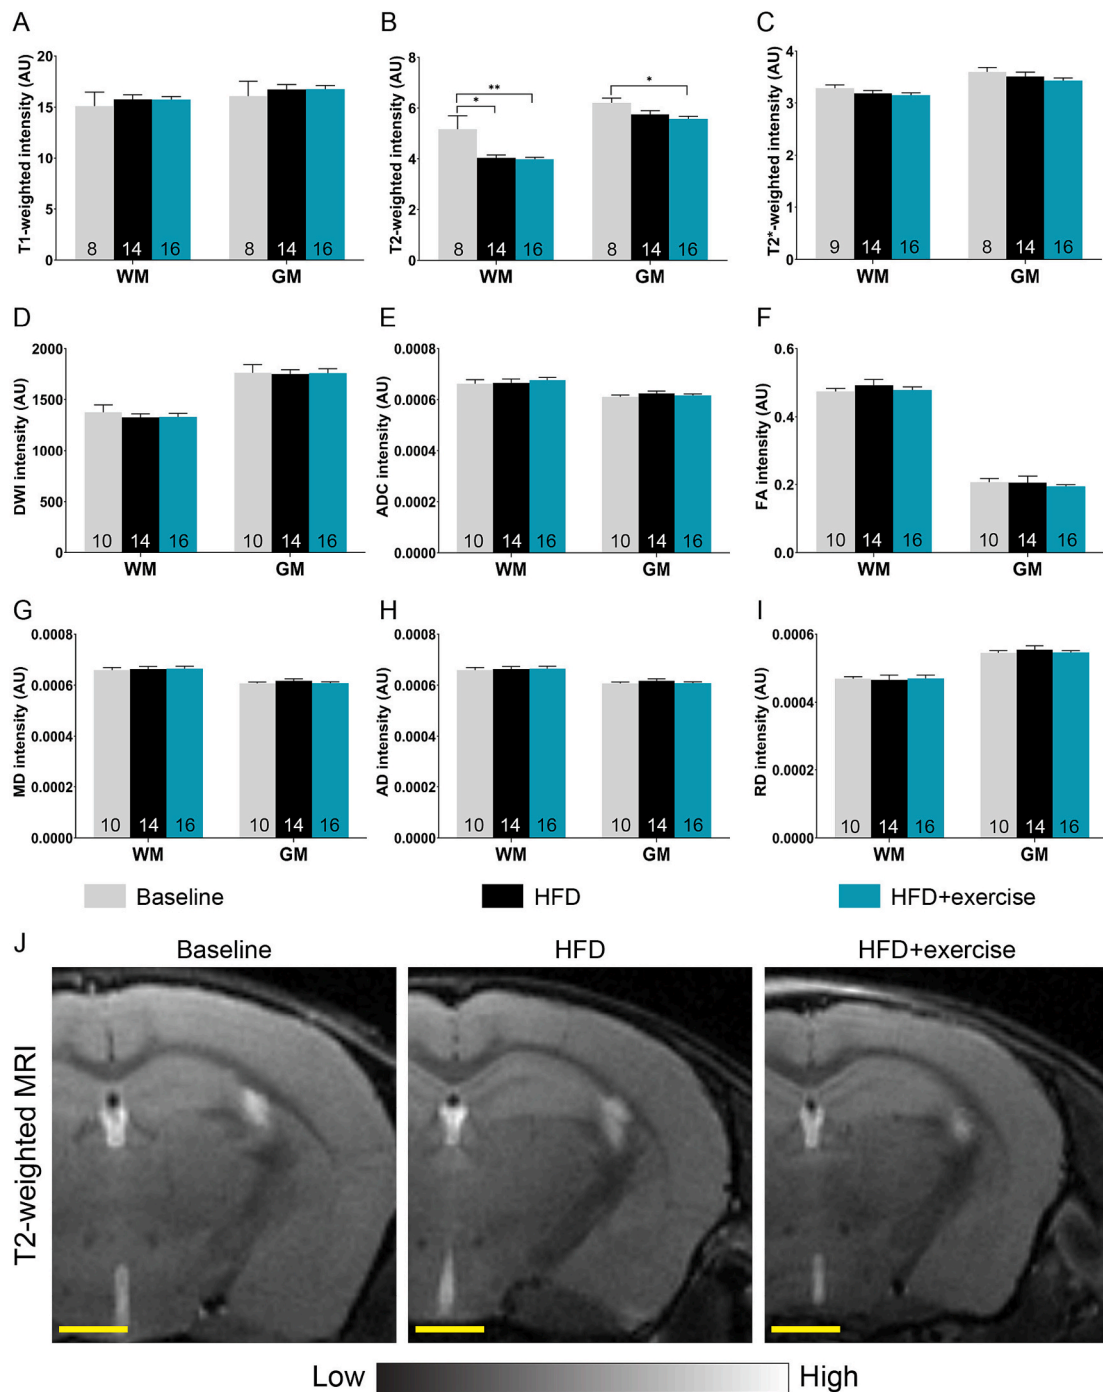 A
T1-weighted intensity (AU)
20
15
10
5
0
8 14 16 8 14 16
WM GM
B
T2-weighted intensity (AU)
8
6
4
2
0
* ** *
8 14 16 8 14 16
WM GM
C
T2*-weighted intensity (AU)
4
3
2
1
0
9 14 16 8 14 16
WM GM
D
DWI intensity (AU)
2000
1500
1000
500
0
10 14 16 10 14 16
WM GM
E
ADC intensity (AU)
0.0008
0.0006
0.0004
0.0002
0.0000
10 14 16 10 14 16
WM GM
F
FA intensity (AU)
0.6
0.4
0.2
0.0
10 14 16 10 14 16
WM GM
G
MD intensity (AU)
0.0008
0.0006
0.0004
0.0002
0.0000
10 14 16 10 14 16
WM GM
H
AD intensity (AU)
0.0008
0.0006
0.0004
0.0002
0.0000
10 14 16 10 14 16
WM GM
I
RD intensity (AU)
0.0006
0.0004
0.0002
0.0000
10 14 16 10 14 16
WM GM
Baseline HFD HFD+exercise
J
Baseline HFD HFD+exercise
T2-weighted MRI
Low High